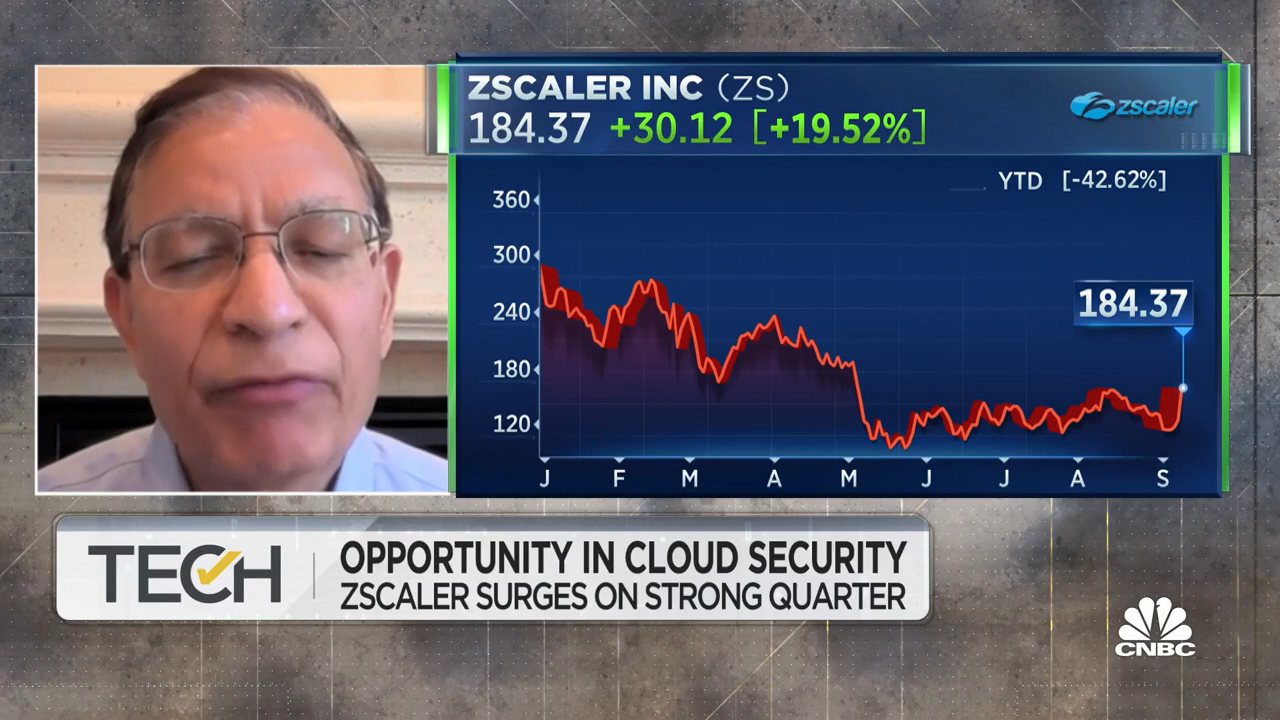 ZSCALER INC (ZS)
184.37 +30.12 [+19.52%]
zscaler
YTD [-42.62%]
360
300
240
180
120
184.37
J F M A M J J A S
TECH
OPPORTUNITY IN CLOUD SECURITY
ZSCALER SURGES ON STRONG QUARTER
CNBC